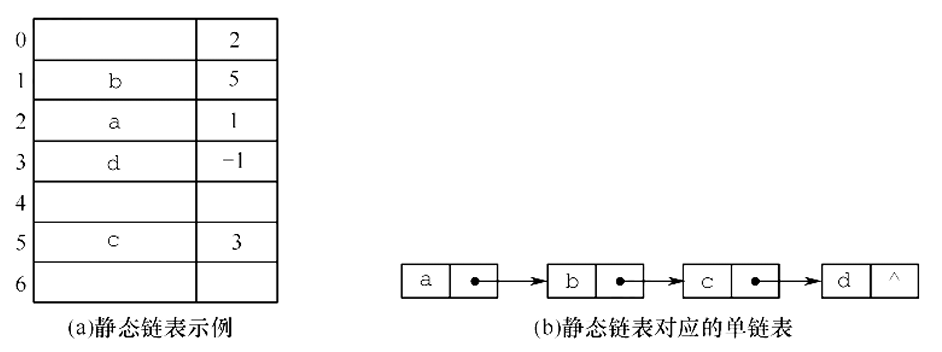 0 2
1 b 5
2 a 1
3 d -1
4
5 c 3
6
a b c d ^
(a)静态链表示例
(b)静态链表对应的单链表